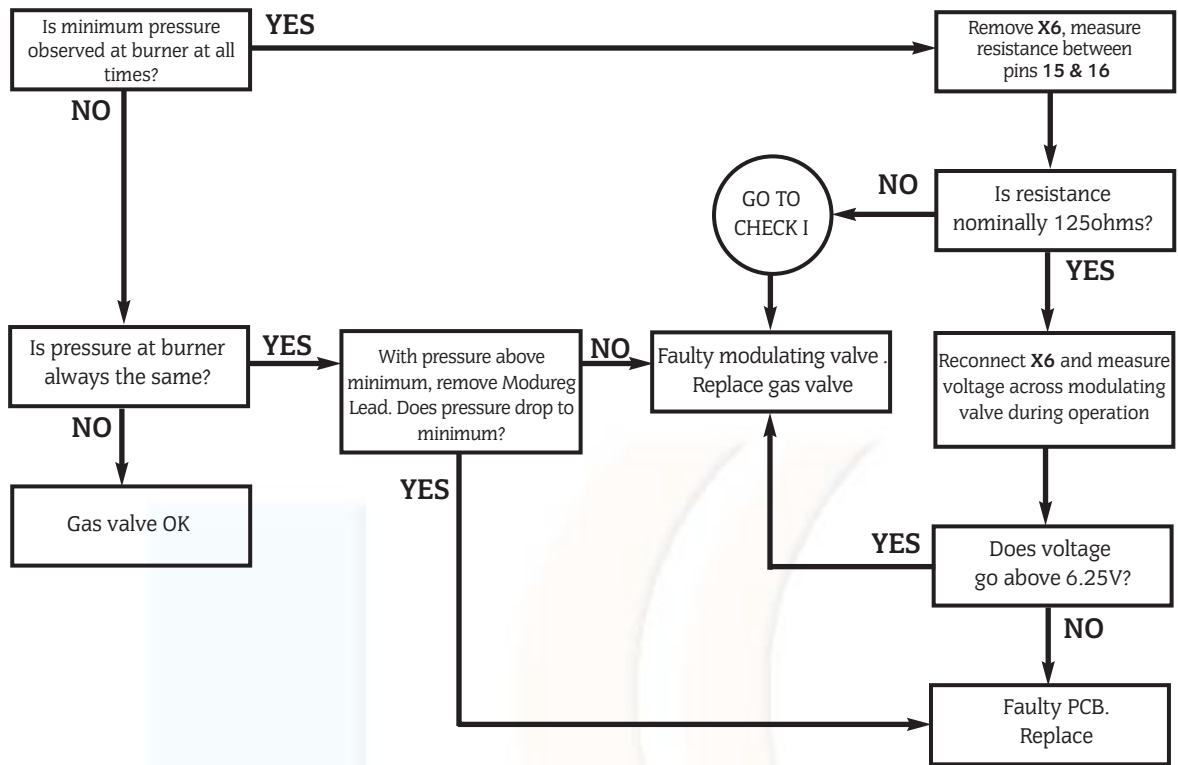 Is minimum pressure
observed at burner at all
times?
YES
Remove X6, measure
resistance between
pins 15 & 16
NO
GO TO
CHECK I
NO
Is resistance
nominally 125ohms?
YES
Is pressure at burner
always the same?
YES
With pressure above
minimum, remove Modureg
Lead. Does pressure drop to
minimum?
NO
Faulty modulating valve .
Replace gas valve
Reconnect X6 and measure
voltage across modulating
valve during operation
NO
YES
Gas valve OK
YES
Does voltage
go above 6.25V?
NO
Faulty PCB.
Replace